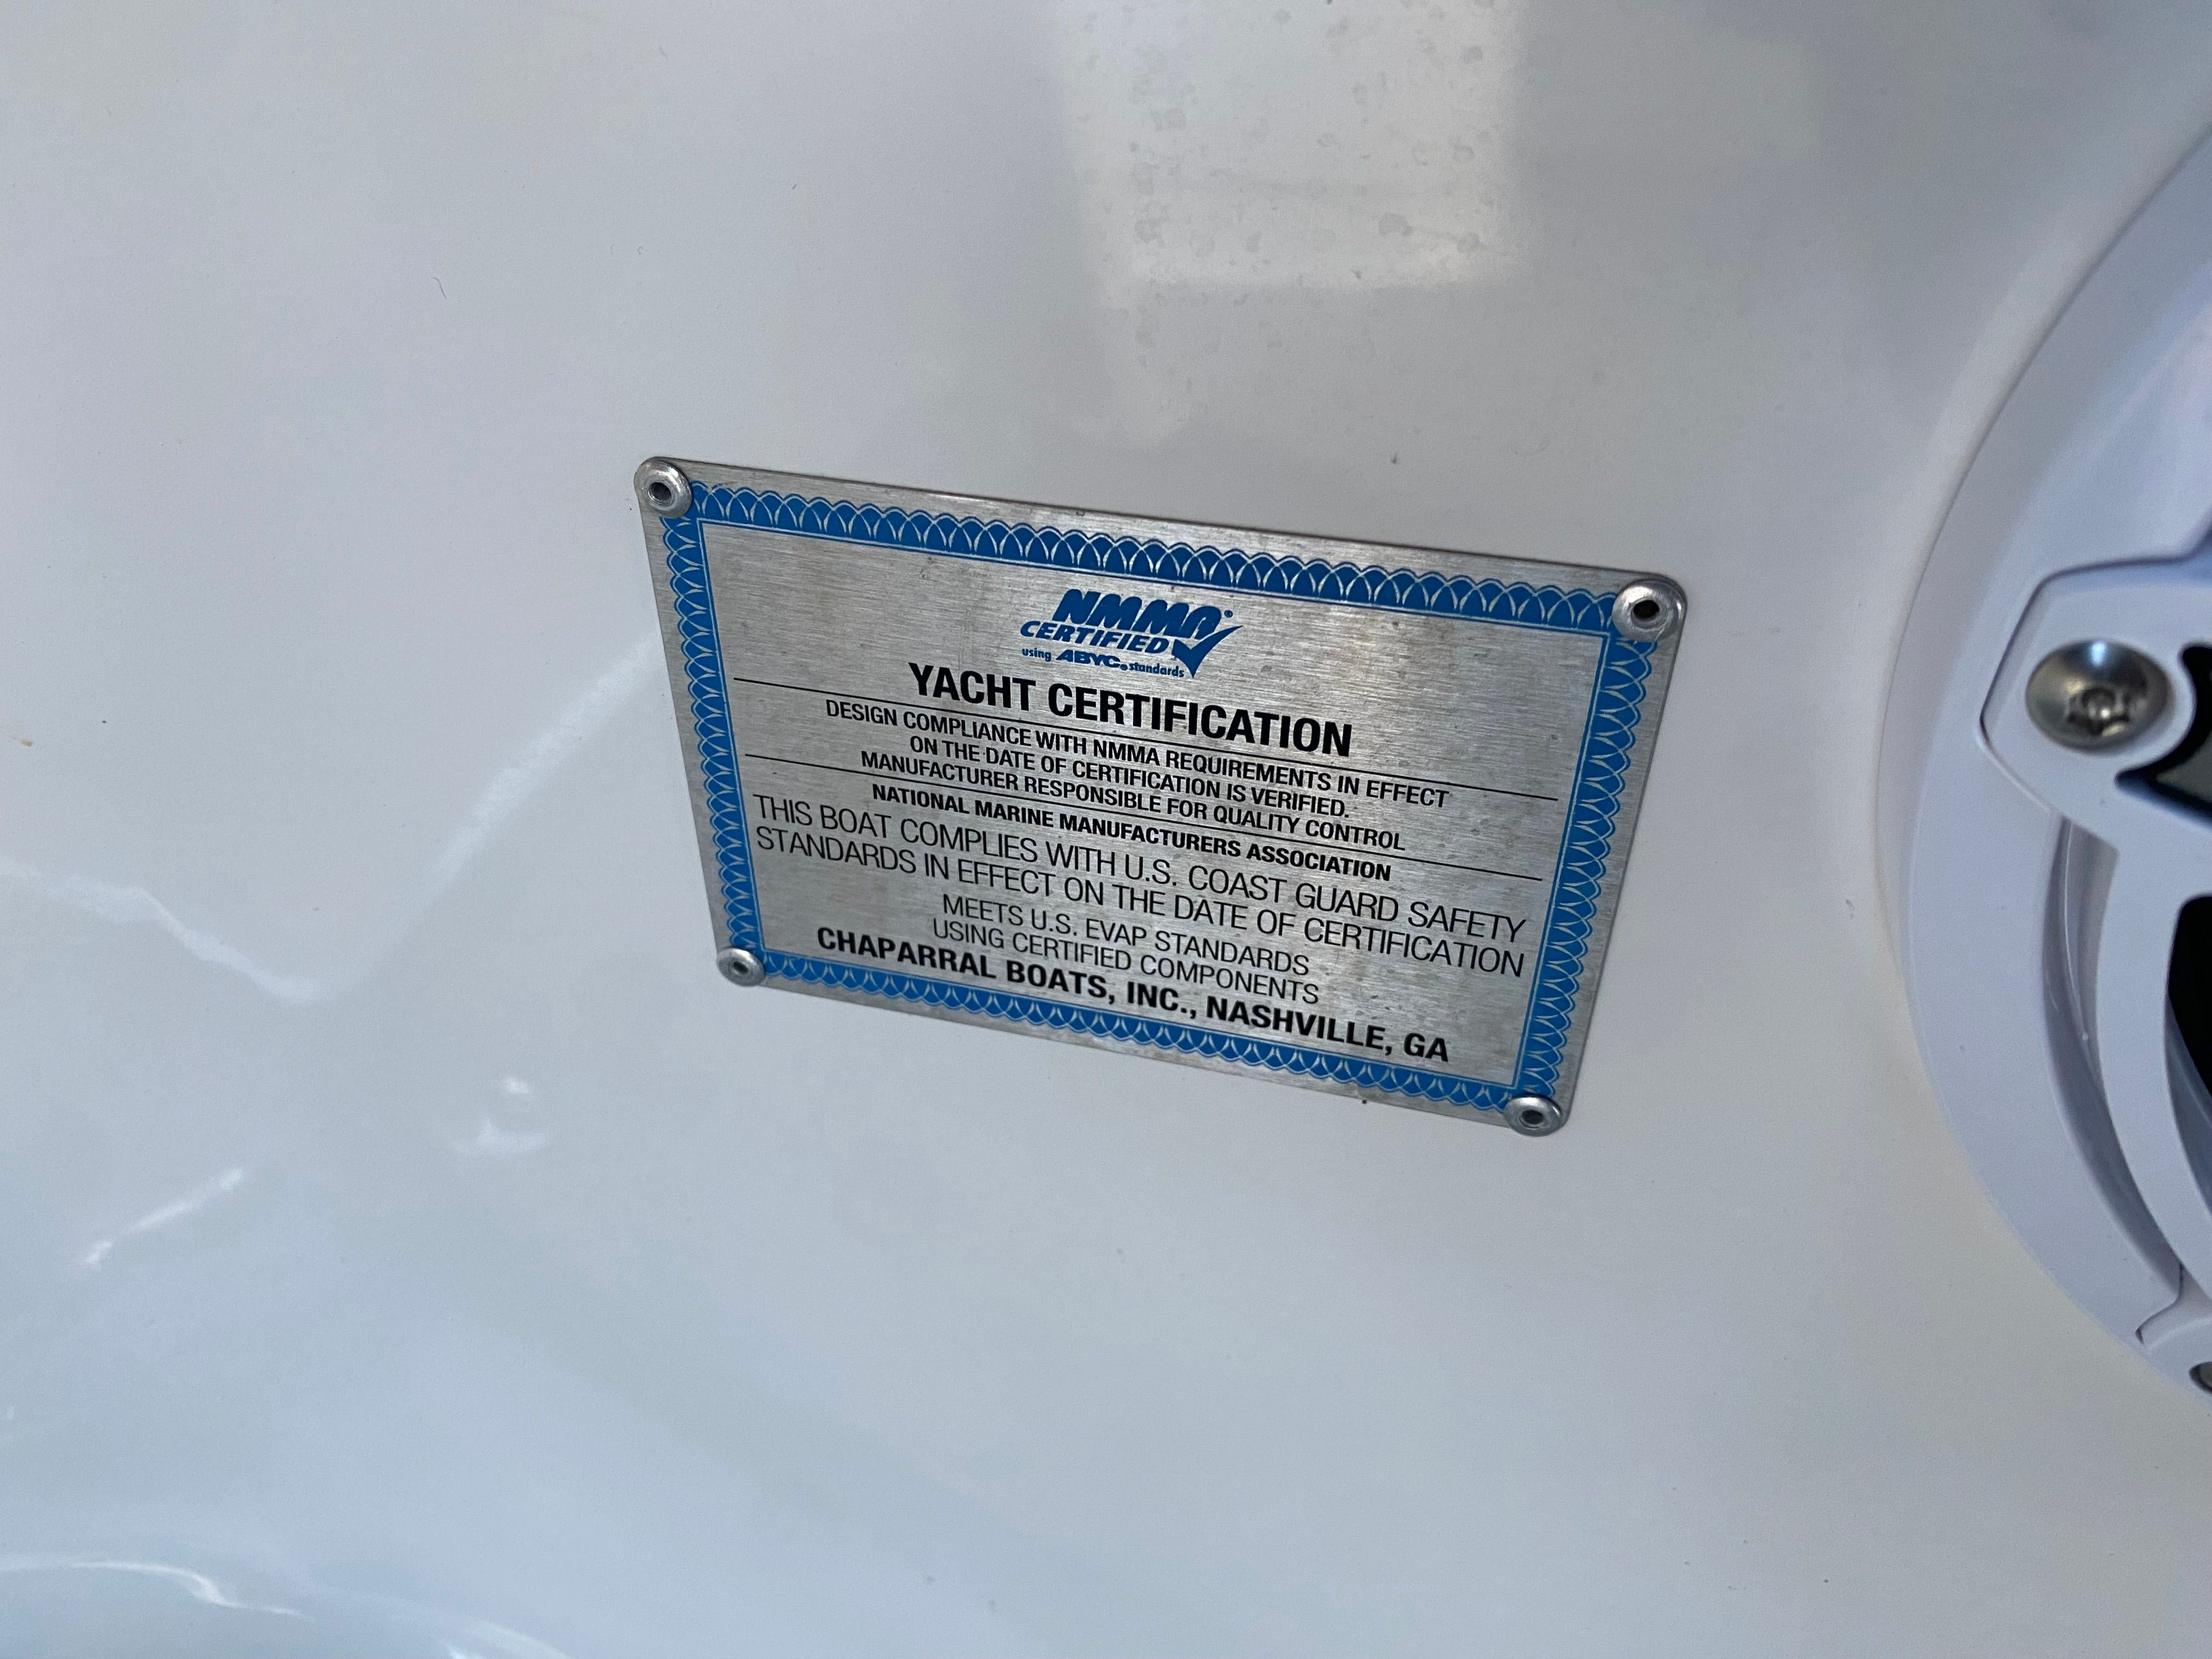 NMMA®
CERTIFIED
using ABYC® standards
YACHT CERTIFICATION
DESIGN COMPLIANCE WITH NMMA REQUIREMENTS IN EFFECT
ON THE DATE OF CERTIFICATION IS VERIFIED.
MANUFACTURER RESPONSIBLE FOR QUALITY CONTROL
NATIONAL MARINE MANUFACTURERS ASSOCIATION
THIS BOAT COMPLIES WITH U.S. COAST GUARD SAFETY
STANDARDS IN EFFECT ON THE DATE OF CERTIFICATION
MEETS U.S. EVAP STANDARDS
USING CERTIFIED COMPONENTS
CHAPARRAL BOATS, INC., NASHVILLE, GA